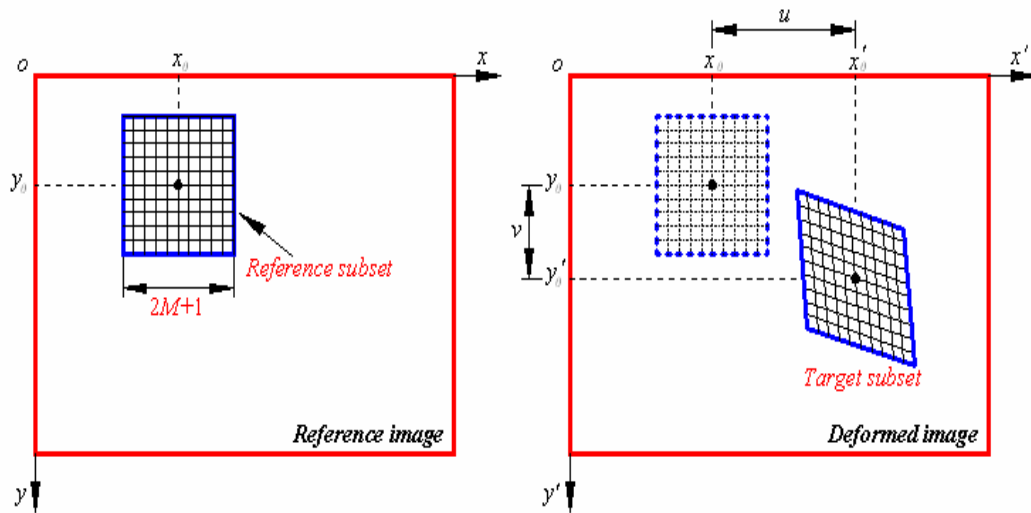 o
x₀
x
y₀
Reference subset
2M+1
Reference image
y
u
o
x₀
x₀′
x′
y₀
v
y₀′
Target subset
Deformed image
y′